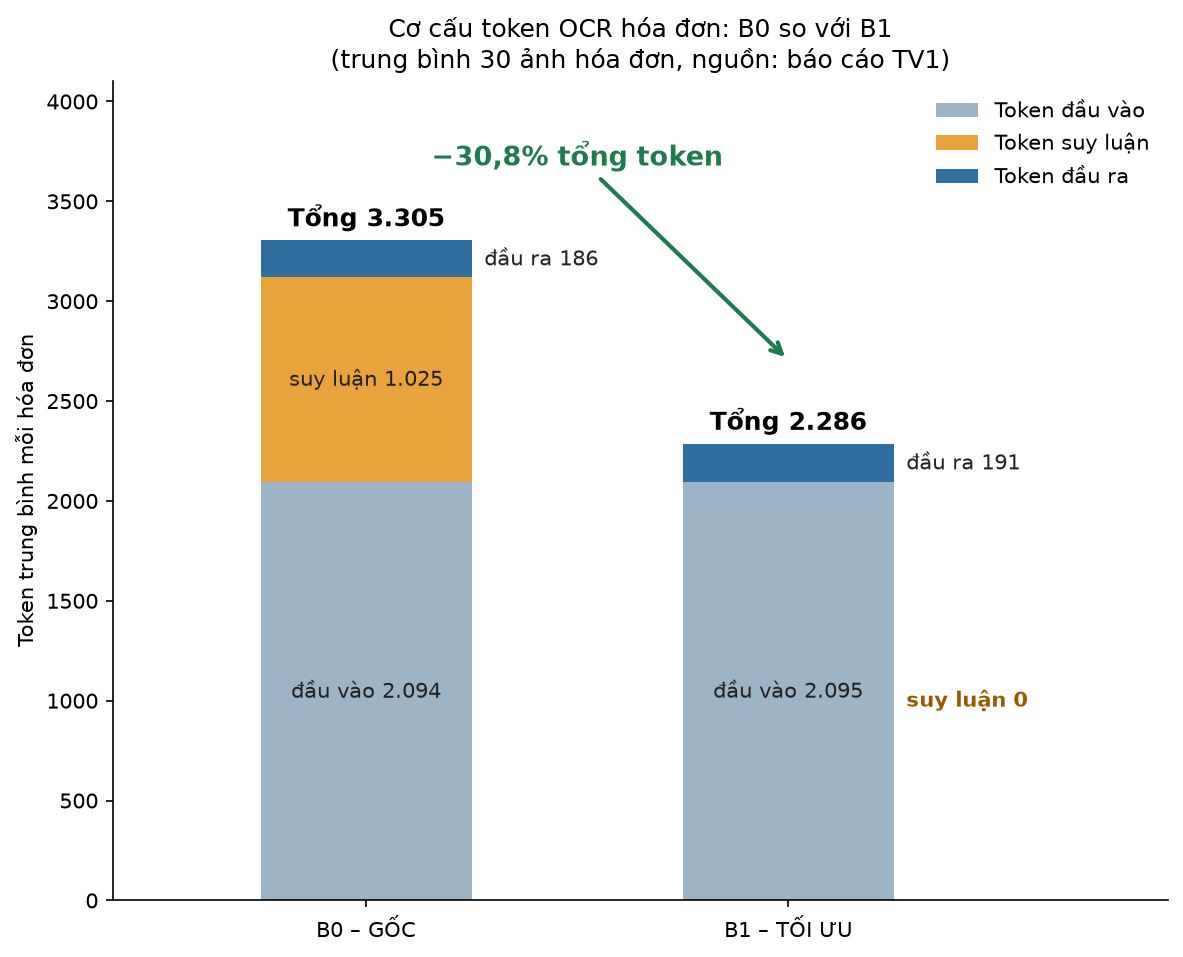 Cơ cấu token OCR hóa đơn: B0 so với B1
(trung bình 30 ảnh hóa đơn, nguồn: báo cáo TV1)
Token đầu vào
Token suy luận
Token đầu ra
−30,8% tổng token
Tổng 3.305
đầu ra 186
suy luận 1.025
đầu vào 2.094
Tổng 2.286
đầu ra 191
đầu vào 2.095
suy luận 0
Token trung bình mỗi hóa đơn
4000
3500
3000
2500
2000
1500
1000
500
0
B0 – GỐC
B1 – TỐI ƯU